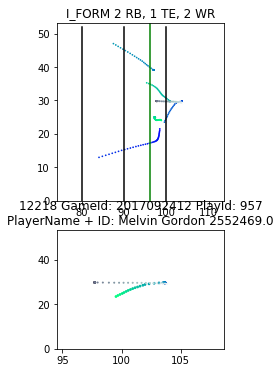 I_FORM 2 RB, 1 TE, 2 WR
50
40
30
20
10
0
80 90 100 110
12218 GameId: 2017092412 PlayId: 957
PlayerName + ID: Melvin Gordon 2552469.0
40
20
0
95 100 105